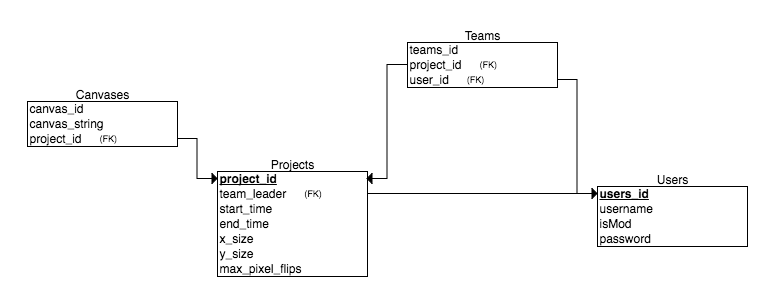 Teams
teams_id
project_id (FK)
user_id (FK)
Canvases
canvas_id
canvas_string
project_id (FK)
Projects
project_id
team_leader (FK)
start_time
end_time
x_size
y_size
max_pixel_flips
Users
users_id
username
isMod
password